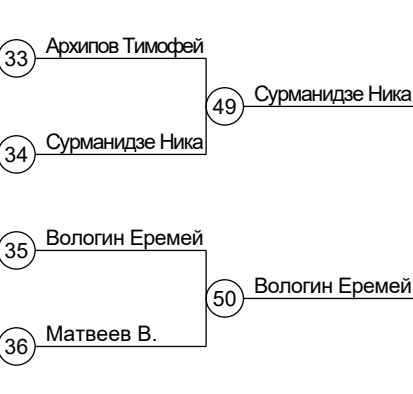 33 Архипов Тимофей
49 Сурманидзе Ника
34 Сурманидзе Ника
35 Вологин Еремей
50 Вологин Еремей
36 Матвеев В.